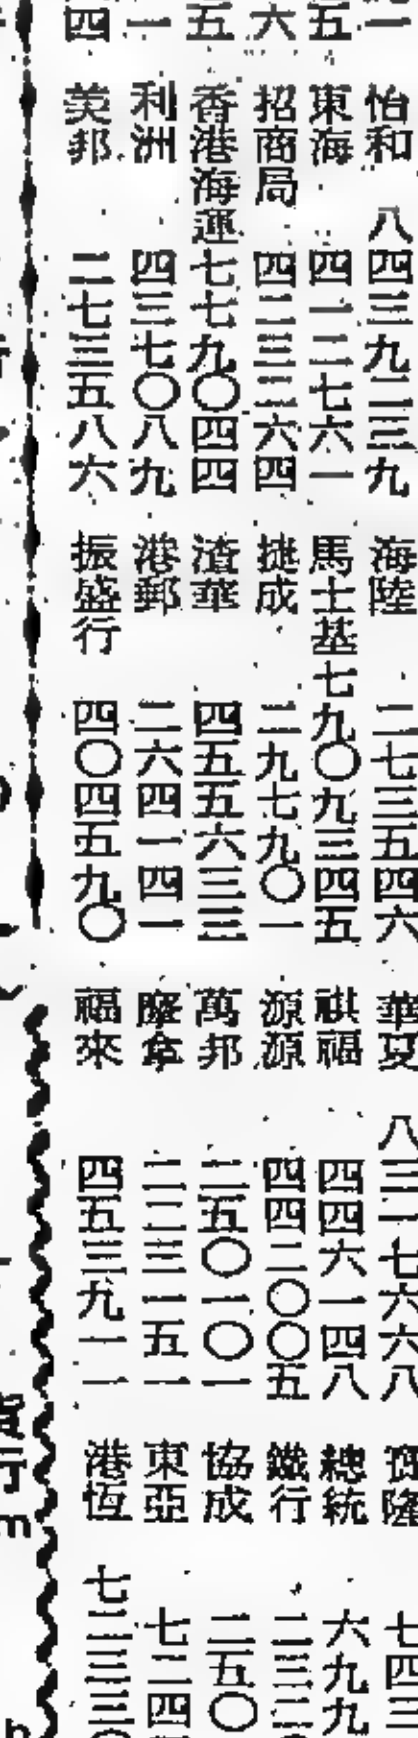 一 怡和 八四三九二三九 海陸 二七三五四六 華夏 八三一七六六八 寶隆 七四三
五 東海 四一二七六一 馬士基七九〇九三四五 祺福 四四六一四八 總統 六九九
六 招商局 四二三三六四 捷成 二九七九〇一 源源 四四二〇〇五 鐵行 二三二
五 香港海運七七九〇四四 渣華 四五五六三三 萬邦 二五〇一〇一 協成 二五〇
一 利洲 四三七〇八九 港郵 二六四一四一 二二三一五一 東亞 七二四
四 美邦 二七三五八六 振盛行 四〇四五九〇 福來 四五三九一一 港恆 七二三三